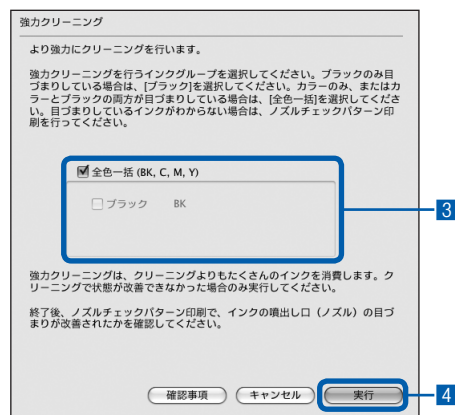 強力クリーニング
より強力にクリーニングを行います。
強力クリーニングを行うインクグループを選択してください。ブラックのみ目
づまりしている場合は、[ブラック]を選択してください。カラーのみ、またはカ
ラーとブラックの両方が目づまりしている場合は、[全色一括]を選択してくださ
い。目づまりしているインクがわからない場合は、ノズルチェックパターン印
刷を行ってください。
全色一括 (BK, C, M, Y)
ブラック BK
3
強力クリーニングは、クリーニングよりもたくさんのインクを消費します。ク
リーニングで状態が改善できなかった場合のみ実行してください。
終了後、ノズルチェックパターン印刷で、インクの噴出し口（ノズル）の目づ
まりが改善されたかを確認してください。
確認事項 キャンセル 実行 4